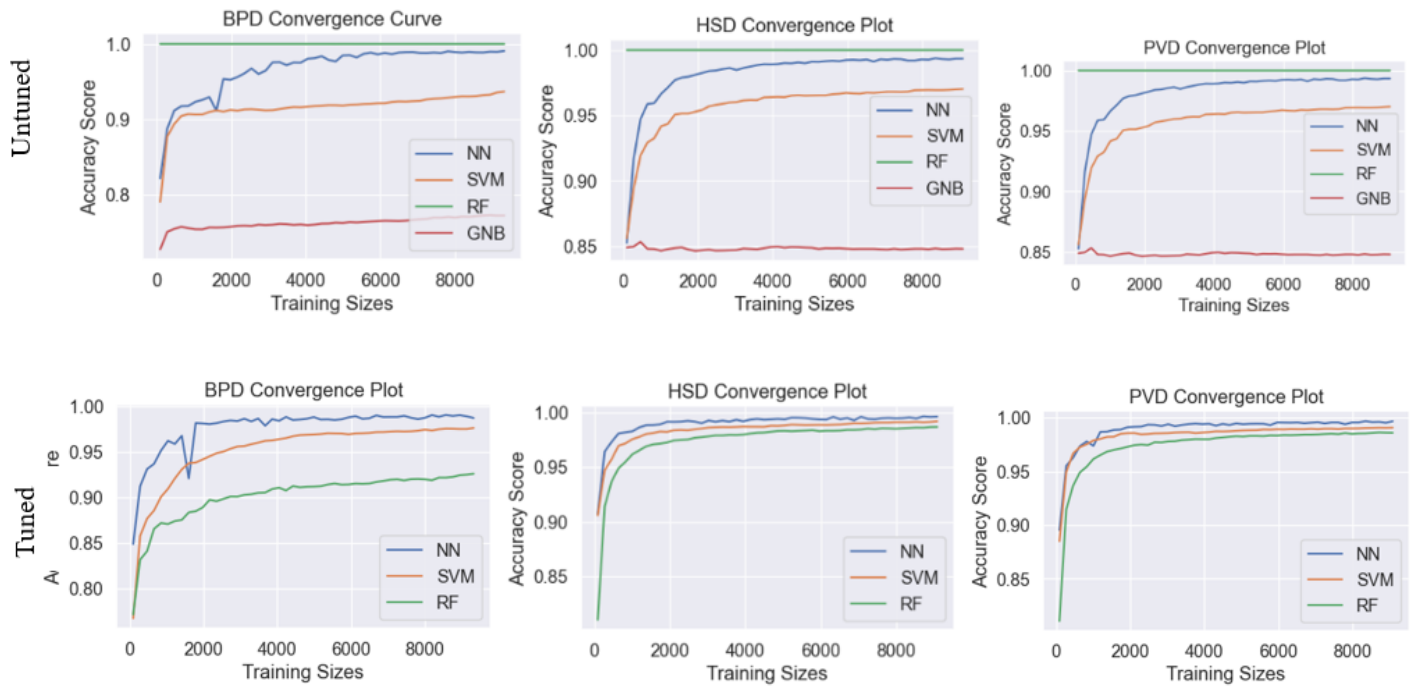 Untuned
BPD Convergence Curve
Accuracy Score
1.0
0.9
0.8
NN
SVM
RF
GNB
0 2000 4000 6000 8000
Training Sizes
HSD Convergence Plot
Accuracy Score
1.00
0.95
0.90
0.85
NN
SVM
RF
GNB
0 2000 4000 6000 8000
Training Sizes
PVD Convergence Plot
Accuracy Score
1.00
0.95
0.90
0.85
NN
SVM
RF
GNB
0 2000 4000 6000 8000
Training Sizes
Tuned
BPD Convergence Plot
re
1.00
0.95
0.90
0.85
0.80
NN
SVM
RF
0 2000 4000 6000 8000
Training Sizes
HSD Convergence Plot
Accuracy Score
1.00
0.95
0.90
0.85
NN
SVM
RF
0 2000 4000 6000 8000
Training Sizes
PVD Convergence Plot
Accuracy Score
1.00
0.95
0.90
0.85
NN
SVM
RF
0 2000 4000 6000 8000
Training Sizes